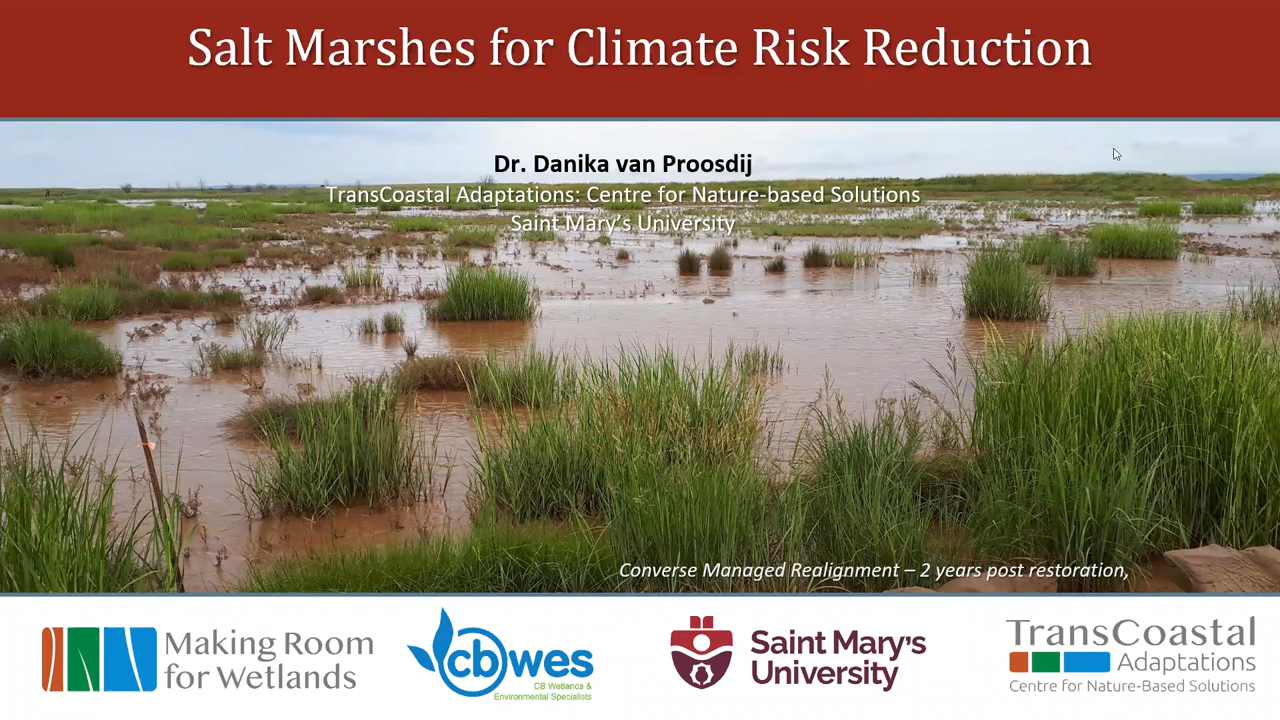 Salt Marshes for Climate Risk Reduction
Dr. Danika van Proosdij
TransCoastal Adaptations: Centre for Nature-based Solutions
Saint Mary's University
Converse Managed Realignment – 2 years post restoration,
Making Room
for Wetlands
cbwes
CB Wetlands &
Environmental Specialists
Saint Mary's
University
TransCoastal
Adaptations
Centre for Nature-Based Solutions